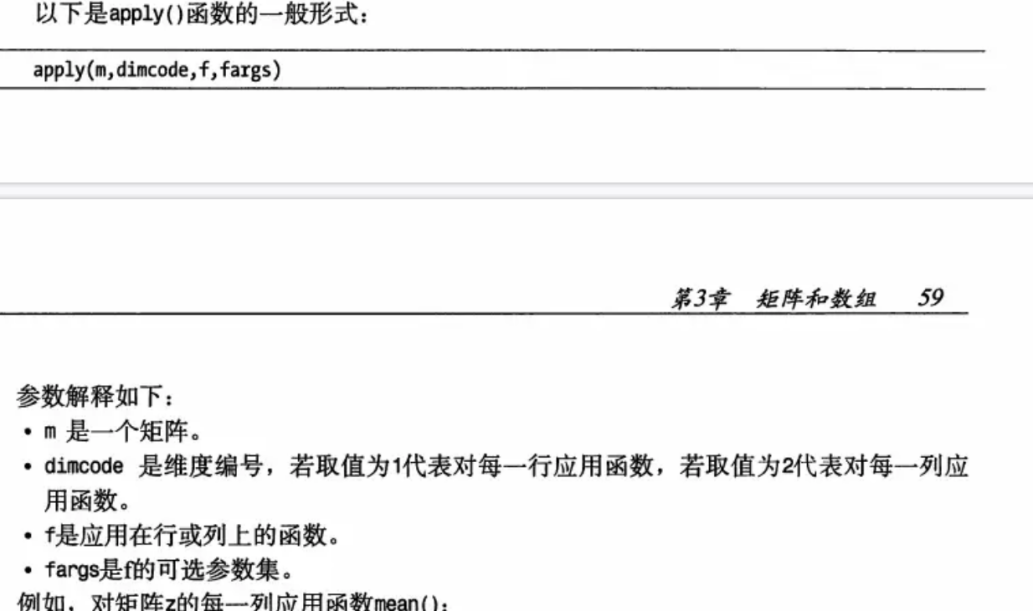 以下是apply()函数的一般形式：
apply(m,dimcode,f,fargs)
第3章 矩阵和数组 59
参数解释如下：
• m 是一个矩阵。
• dimcode 是维度编号，若取值为1代表对每一行应用函数，若取值为2代表对每一列应
用函数。
• f是应用在行或列上的函数。
• fargs是f的可选参数集。
例如，对矩阵z的每一列应用函数mean()：